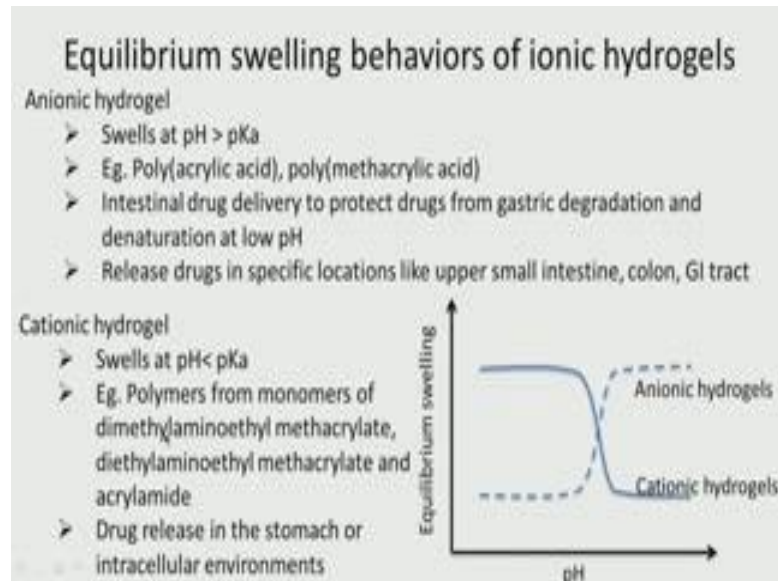 Equilibrium swelling behaviors of ionic hydrogels
Anionic hydrogel
➢ Swells at pH > pKa
➢ Eg. Poly(acrylic acid), poly(methacrylic acid)
➢ Intestinal drug delivery to protect drugs from gastric degradation and
denaturation at low pH
➢ Release drugs in specific locations like upper small intestine, colon, GI tract
Cationic hydrogel
➢ Swells at pH< pKa
➢ Eg. Polymers from monomers of
dimethylaminoethyl methacrylate,
diethylaminoethyl methacrylate and
acrylamide
➢ Drug release in the stomach or
intracellular environments
Equilibrium swelling
Anionic hydrogels
Cationic hydrogels
pH